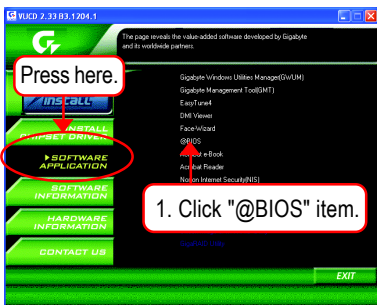 VUCD 2.33 B3.1204.1
The page reveals the value-added software developed by Gigabyte
and its worldwide partners.
Press here.
INSTALL
INSTALL
SOFTWARE
APPLICATION
SOFTWARE
INFORMATION
HARDWARE
INFORMATION
CONTACT US
Gigabyte Windows Utilities Manager(GWUM)
Gigabyte Management Tool(GMT)
EasyTune4
DMI Viewer
Face-Wizard
@BIOS
e-Book
Acrobat Reader
Norton Internet Security(NIS)
1. Click "@BIOS" item.
EXIT